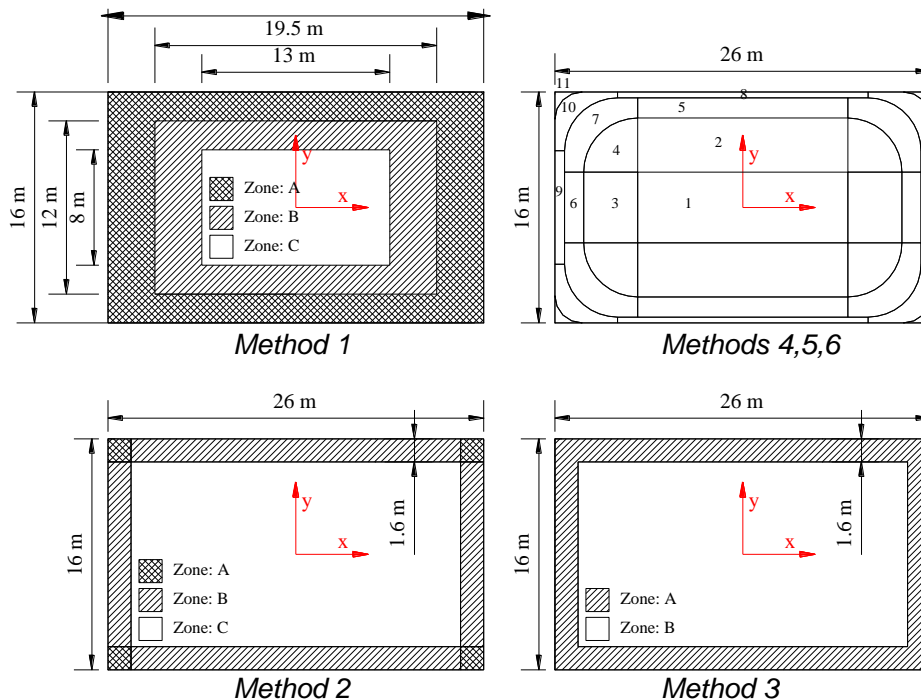 19.5 m
13 m
16 m
12 m
8 m
y
x
Zone: A
Zone: B
Zone: C
Method 1
26 m
16 m
11
10
9
8
7
6
5
4
3
2
1
y
x
Methods 4,5,6
26 m
16 m
1.6 m
y
x
Zone: A
Zone: B
Zone: C
Method 2
26 m
16 m
1.6 m
y
x
Zone: A
Zone: B
Method 3